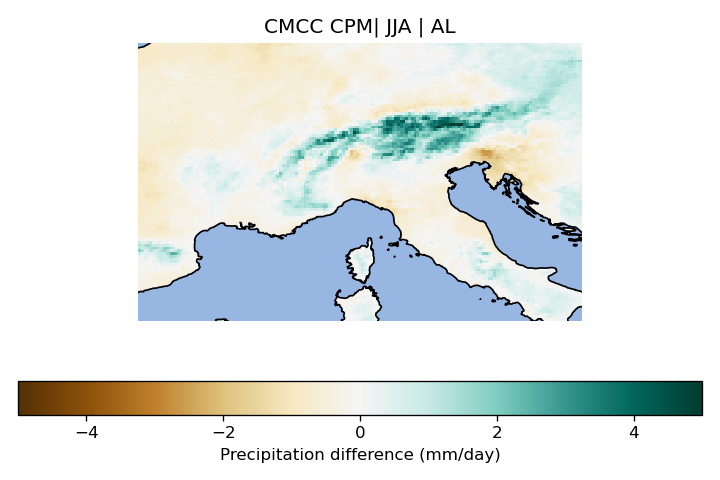 CMCC CPM| JJA | AL
−4 −2 0 2 4
Precipitation difference (mm/day)